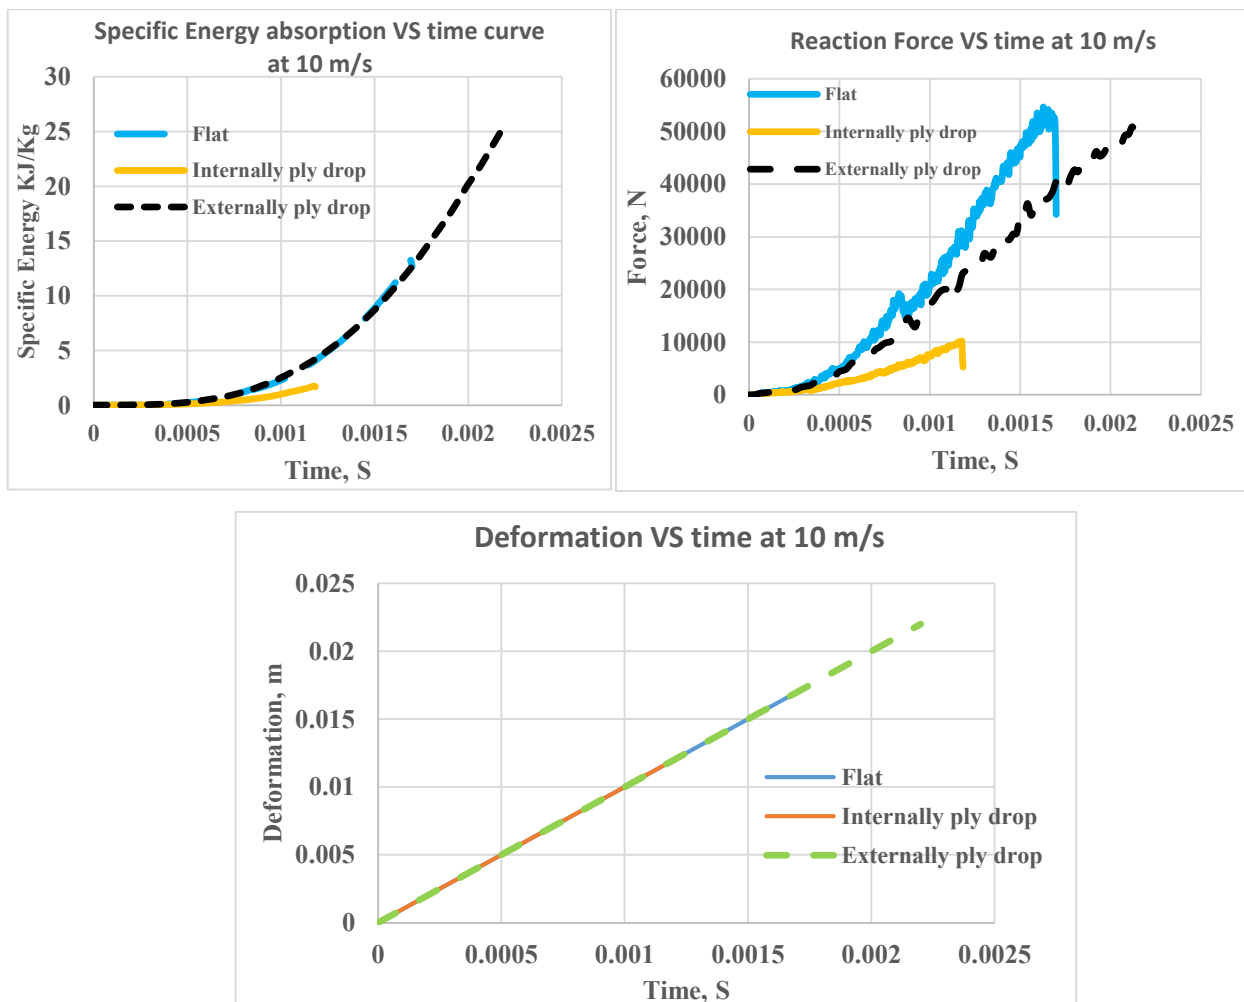 Specific Energy absorption VS time curve
at 10 m/s
30
25
20
15
10
5
0
Specific Energy KJ/Kg
Flat
Internally ply drop
Externally ply drop
0 0.0005 0.001 0.0015 0.002 0.0025
Time, S
Reaction Force VS time at 10 m/s
60000
50000
40000
30000
20000
10000
0
Force, N
Flat
Internally ply drop
Externally ply drop
0 0.0005 0.001 0.0015 0.002 0.0025
Time, S
Deformation VS time at 10 m/s
0.025
0.02
0.015
0.01
0.005
0
Deformation, m
Flat
Internally ply drop
Externally ply drop
0 0.0005 0.001 0.0015 0.002 0.0025
Time, S